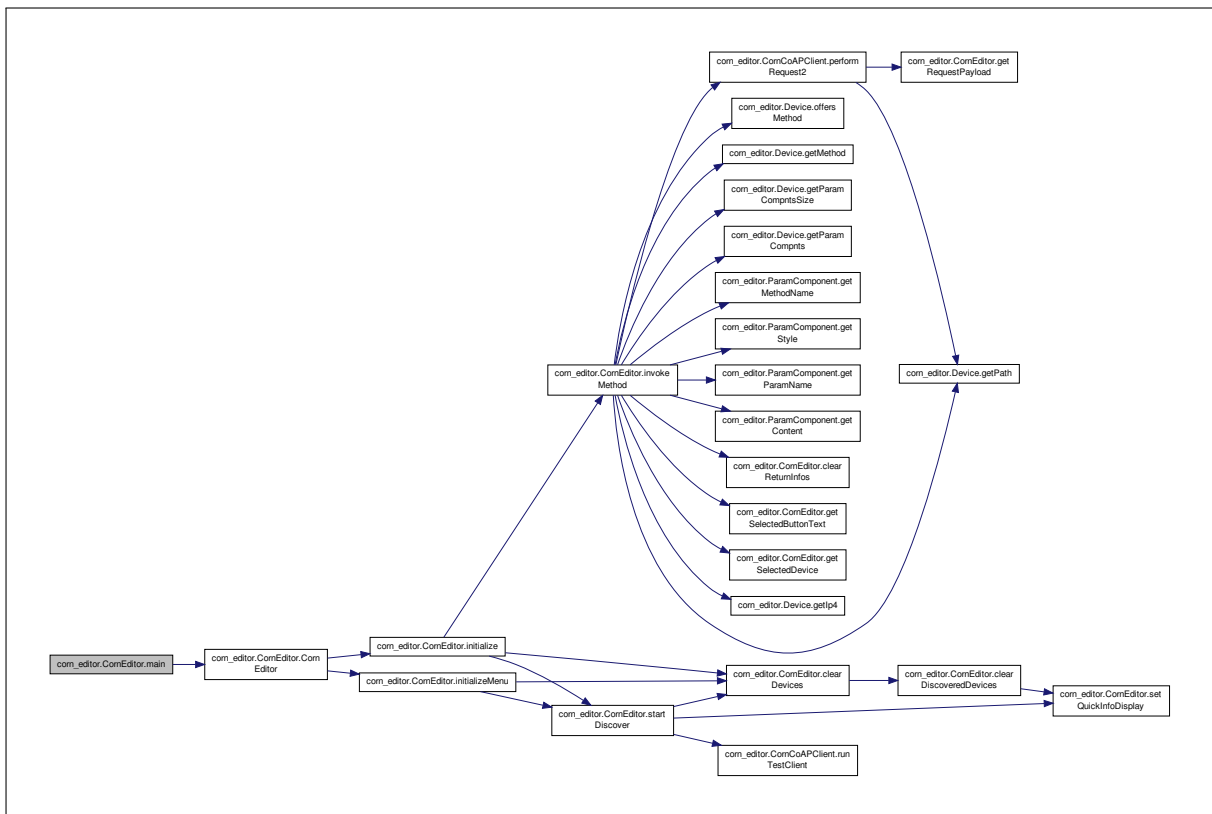 corn_editor.CornCoAPClient.perform
Request2
corn_editor.CornEditor.get
RequestPayload
corn_editor.Device.offers
Method
corn_editor.Device.getMethod
corn_editor.Device.getParam
CompntsSize
corn_editor.Device.getParam
Compnts
corn_editor.ParamComponent.get
MethodName
corn_editor.ParamComponent.get
Style
corn_editor.CornEditor.invoke
Method
corn_editor.ParamComponent.get
ParamName
corn_editor.Device.getPath
corn_editor.ParamComponent.get
Content
corn_editor.CornEditor.clear
ReturnInfos
corn_editor.CornEditor.get
SelectedButtonText
corn_editor.CornEditor.get
SelectedDevice
corn_editor.Device.getIp4
corn_editor.CornEditor.main
corn_editor.CornEditor.Corn
Editor
corn_editor.CornEditor.initialize
corn_editor.CornEditor.initializeMenu
corn_editor.CornEditor.start
Discover
corn_editor.CornEditor.clear
Devices
corn_editor.CornEditor.clear
DiscoveredDevices
corn_editor.CornEditor.set
QuickInfoDisplay
corn_editor.CornCoAPClient.run
TestClient